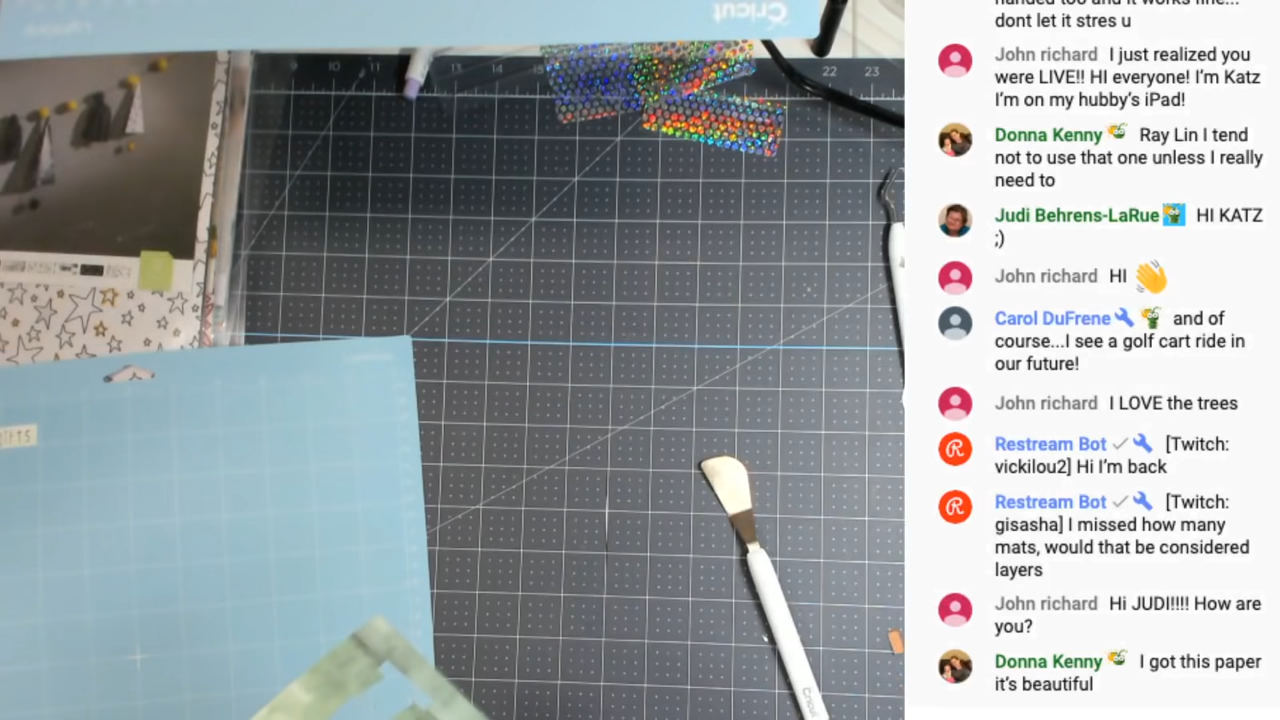 Cricut
9 10 11 13 14 15 22 23
Cricut
handed too and it works fine...
dont let it stres u
John richard I just realized you
were LIVE!! HI everyone! I'm Katz
I'm on my hubby's iPad!
Donna Kenny Ray Lin I tend
not to use that one unless I really
need to
Judi Behrens-LaRue HI KATZ
;)
John richard HI 👋
Carol DuFrene and of
course...I see a golf cart ride in
our future!
John richard I LOVE the trees
Restream Bot [Twitch:
vickilou2] Hi I'm back
Restream Bot [Twitch:
gisasha] I missed how many
mats, would that be considered
layers
John richard Hi JUDI!!!! How are
you?
Donna Kenny I got this paper
it's beautiful